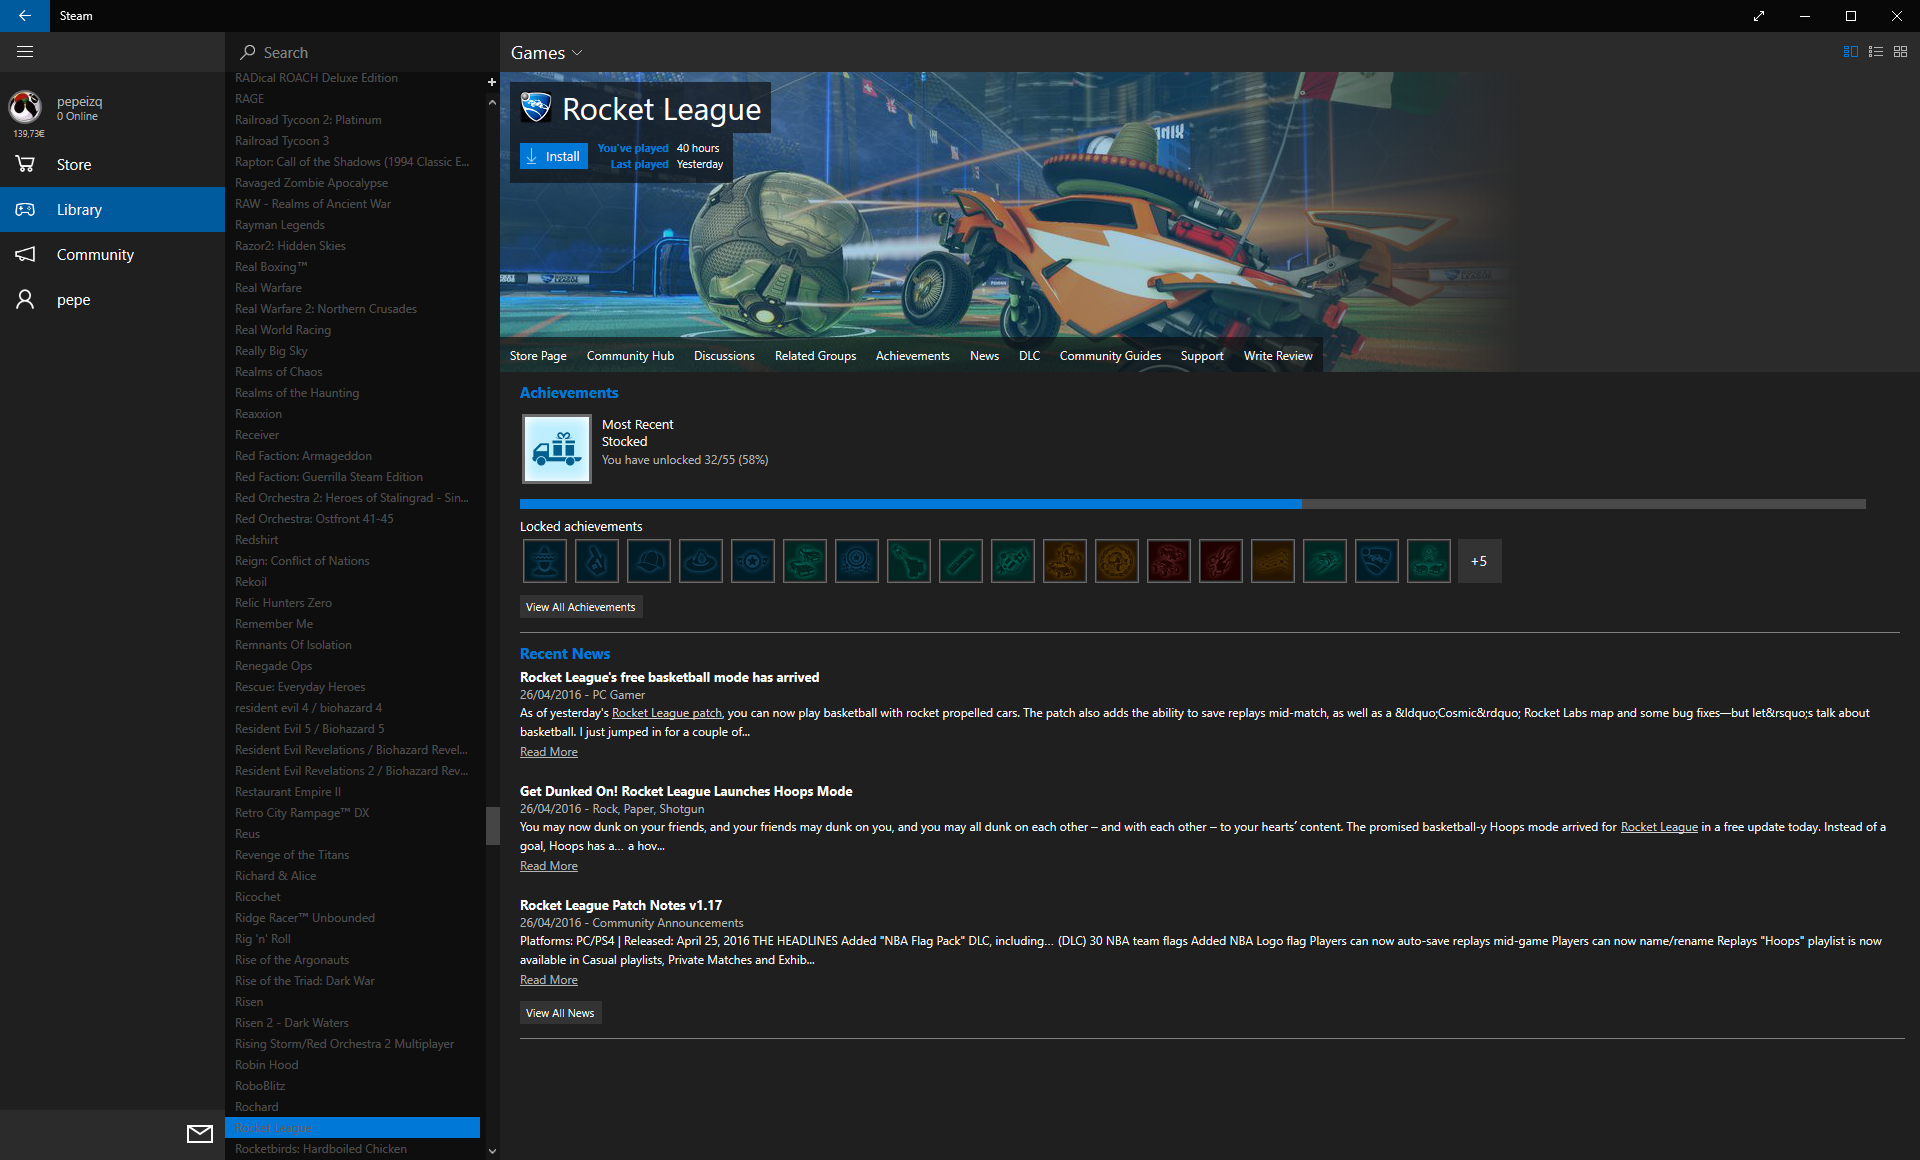 Steam
Search
Games
pepeizq
0 Online
139,73€
Store
Library
Community
pepe
RADical ROACH Deluxe Edition
RAGE
Railroad Tycoon 2: Platinum
Railroad Tycoon 3
Raptor: Call of the Shadows (1994 Classic E...
Ravaged Zombie Apocalypse
RAW - Realms of Ancient War
Rayman Legends
Razor2: Hidden Skies
Real Boxing™
Real Warfare
Real Warfare 2: Northern Crusades
Real World Racing
Really Big Sky
Realms of Chaos
Realms of the Haunting
Reaxxion
Receiver
Red Faction: Armageddon
Red Faction: Guerrilla Steam Edition
Red Orchestra 2: Heroes of Stalingrad - Sin...
Red Orchestra: Ostfront 41-45
Redshirt
Reign: Conflict of Nations
Rekoil
Relic Hunters Zero
Remember Me
Remnants Of Isolation
Renegade Ops
Rescue: Everyday Heroes
resident evil 4 / biohazard 4
Resident Evil 5 / Biohazard 5
Resident Evil Revelations / Biohazard Revel...
Resident Evil Revelations 2 / Biohazard Rev...
Restaurant Empire II
Retro City Rampage™ DX
Reus
Revenge of the Titans
Richard & Alice
Ricochet
Ridge Racer™ Unbounded
Rig 'n' Roll
Rise of the Argonauts
Rise of the Triad: Dark War
Risen
Risen 2 - Dark Waters
Rising Storm/Red Orchestra 2 Multiplayer
Robin Hood
RoboBlitz
Rochard
Rocket League
Rocketbirds: Hardboiled Chicken
Rocket League
Install
You've played 40 hours
Last played Yesterday
Store Page Community Hub Discussions Related Groups Achievements News DLC Community Guides Support Write Review
Achievements
Most Recent
Stocked
You have unlocked 32/55 (58%)
Locked achievements
+5
View All Achievements
Recent News
Rocket League's free basketball mode has arrived
26/04/2016 - PC Gamer
As of yesterday's Rocket League patch, you can now play basketball with rocket propelled cars. The patch also adds the ability to save replays mid-match, as well as a &ldquo;Cosmic&rdquo; Rocket Labs map and some bug fixes—but let&rsquo;s talk about
basketball. I just jumped in for a couple of...
Read More
Get Dunked On! Rocket League Launches Hoops Mode
26/04/2016 - Rock, Paper, Shotgun
You may now dunk on your friends, and your friends may dunk on you, and you may all dunk on each other – and with each other – to your hearts’ content. The promised basketball-y Hoops mode arrived for Rocket League in a free update today. Instead of a
goal, Hoops has a... a hov...
Read More
Rocket League Patch Notes v1.17
26/04/2016 - Community Announcements
Platforms: PC/PS4 | Released: April 25, 2016 THE HEADLINES Added "NBA Flag Pack" DLC, including... (DLC) 30 NBA team flags Added NBA Logo flag Players can now auto-save replays mid-game Players can now name/rename Replays "Hoops" playlist is now
available in Casual playlists, Private Matches and Exhib...
Read More
View All News